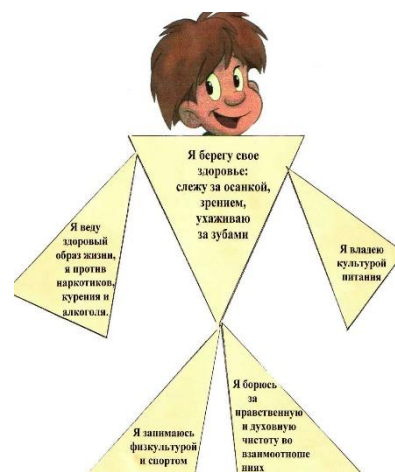 Я берегу свое
здоровье:
слежу за осанкой,
зрением,
ухаживаю
за зубами
Я веду
здоровый
образ жизни,
я против
наркотиков,
курения и
алкоголя.
Я владею
культурой
питания
Я занимаюсь
физкультурой
и спортом
Я борюсь
за
нравственную
и духовную
чистоту во
взаимоотноше
ниях